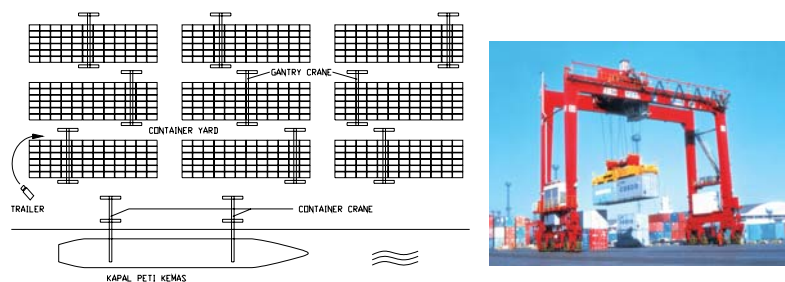 GANTRY CRANE
CONTAINER YARD
TRAILER
CONTAINER CRANE
KAPAL PETI KEMAS